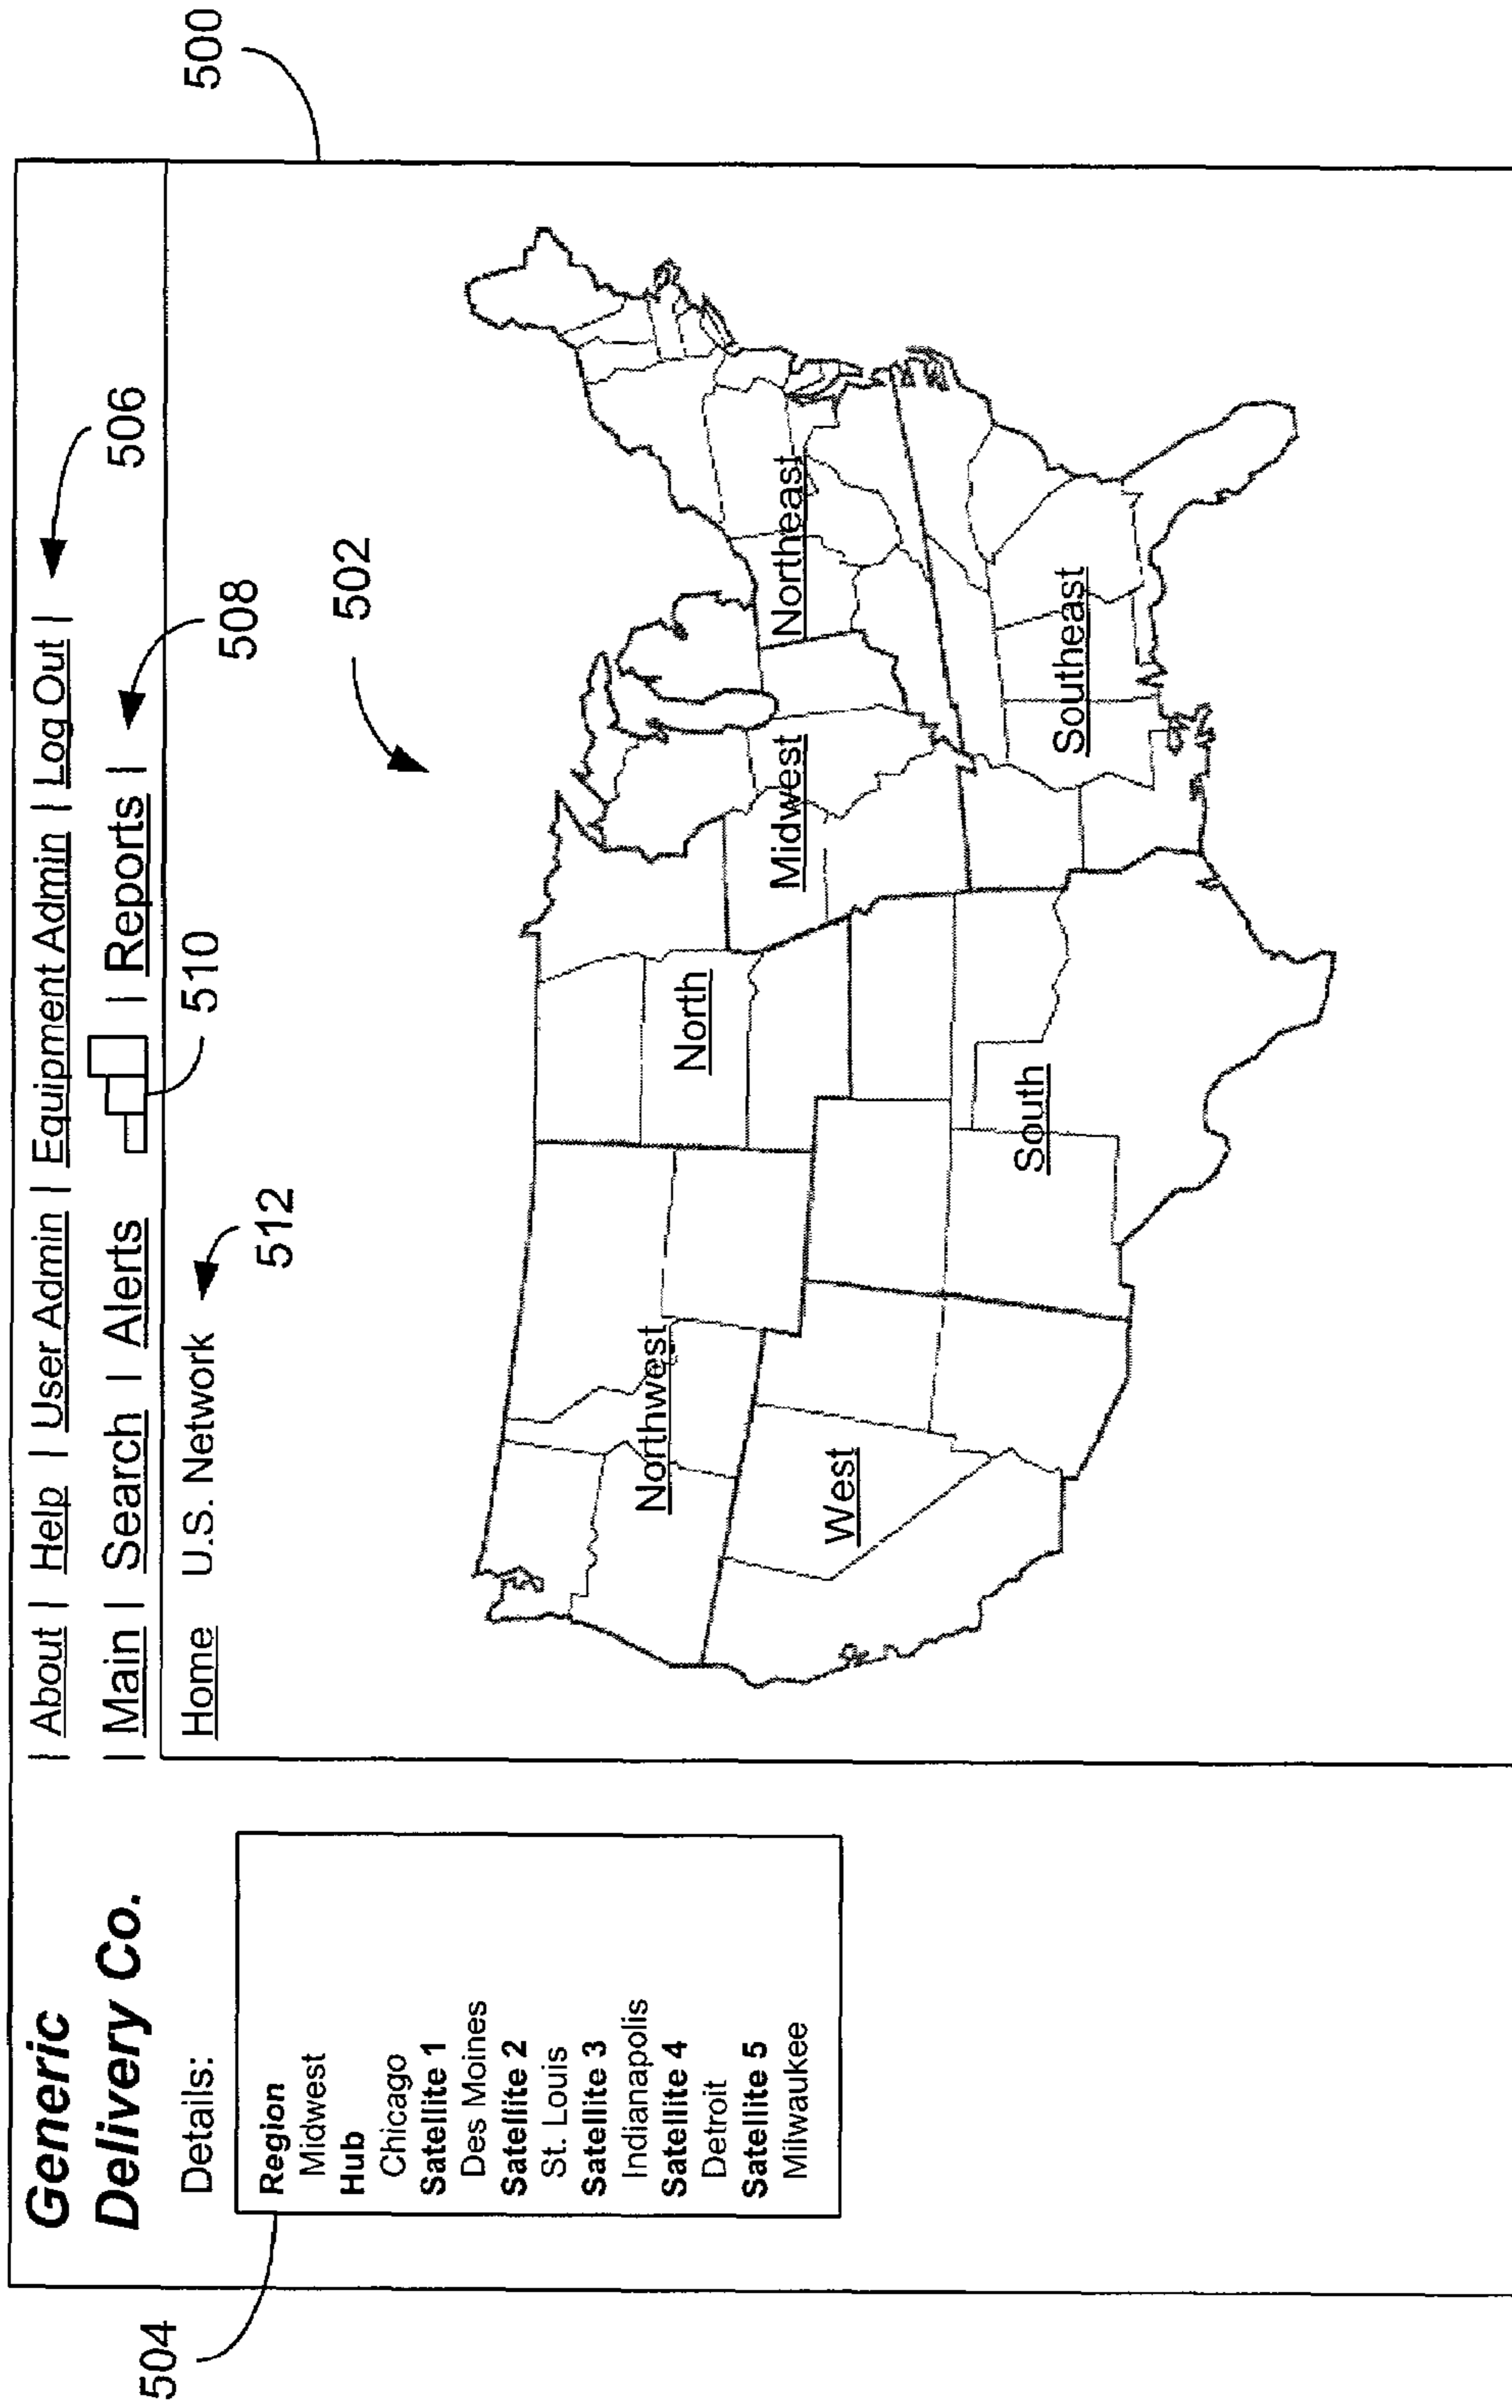 500
506
| About | Help | User Admin | Equipment Admin | Log Out |
Generic
Delivery Co.
| Main | Search | Alerts | Reports |
508
510
Home U.S. Network
512
502
504
Details:
Region
Midwest
Hub
Chicago
Satellite 1
Des Moines
Satellite 2
St. Louis
Satellite 3
Indianapolis
Satellite 4
Detroit
Satellite 5
Milwaukee
Northwest
North
Midwest
Northeast
West
South
Southeast